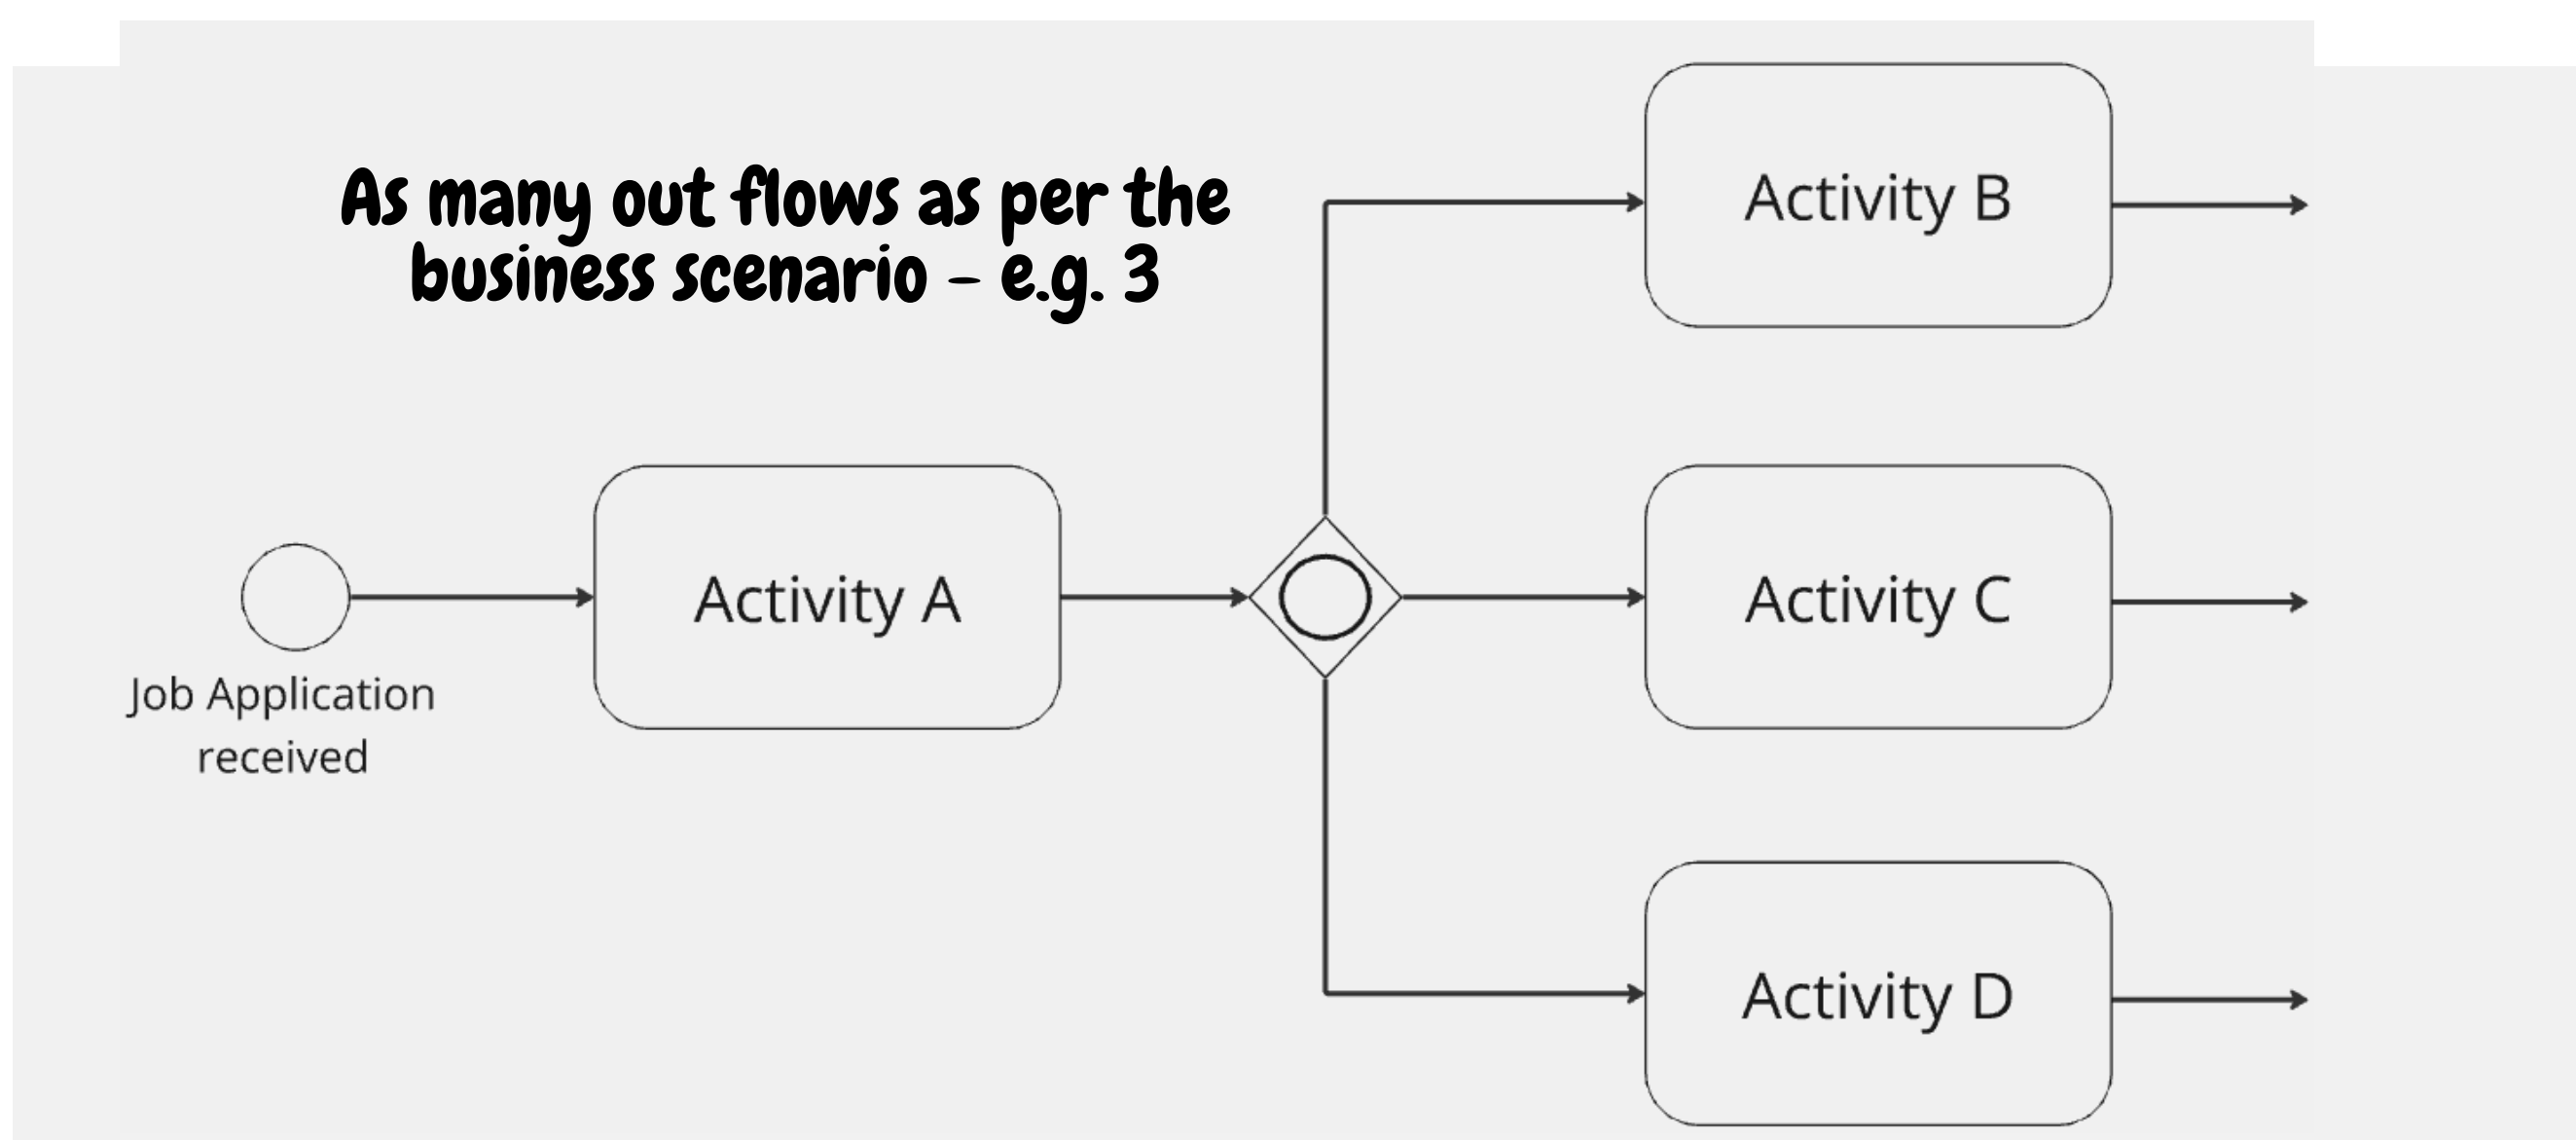 As many out flows as per the
business scenario – e.g. 3
Activity B
Activity A
Activity C
Job Application
received
Activity D